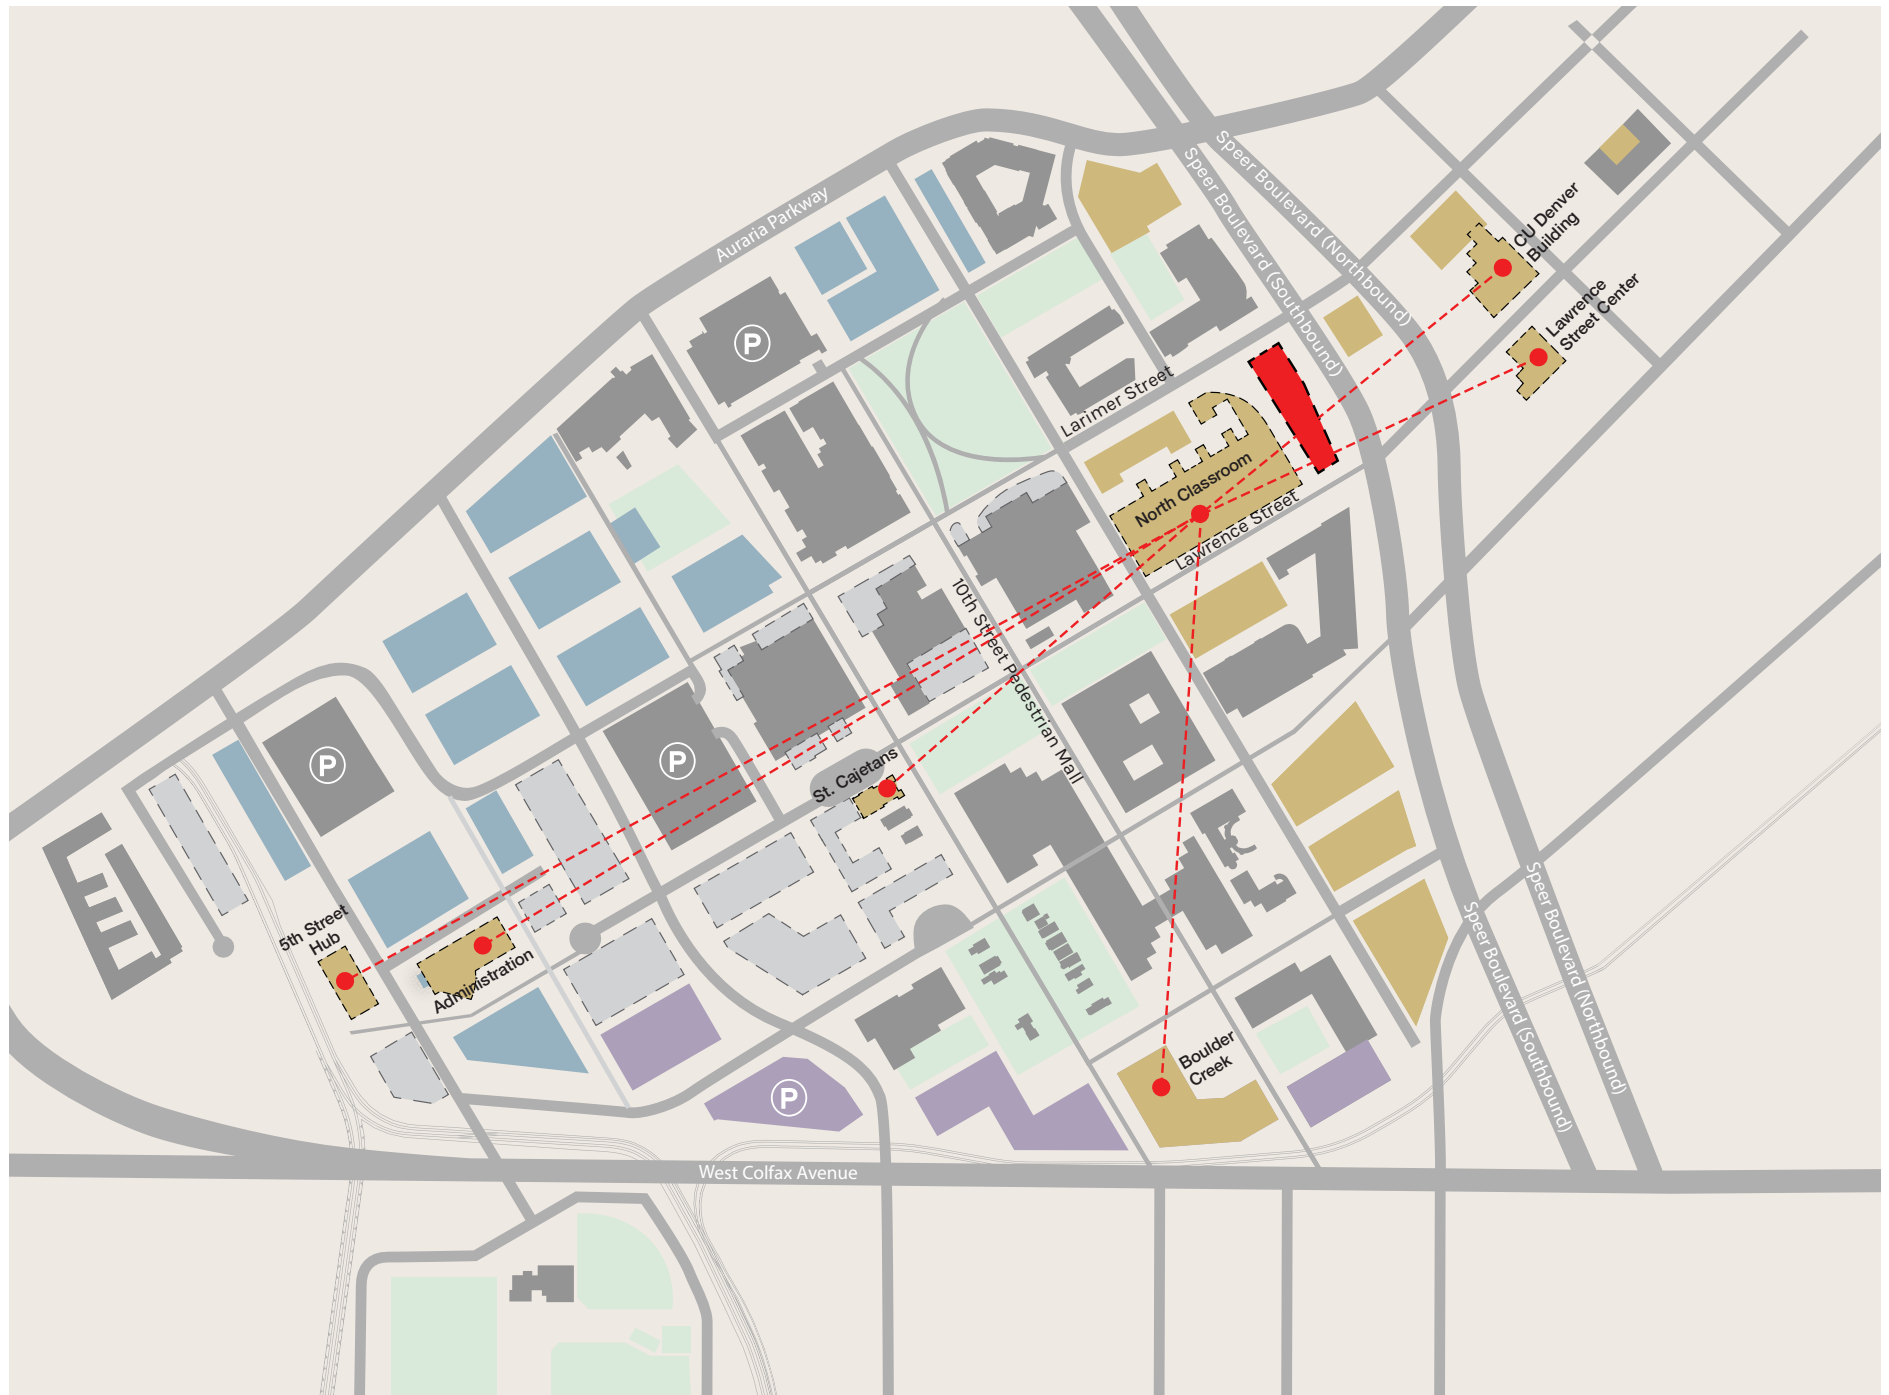 Auraria Parkway
Speer Boulevard (Northbound)
Speer Boulevard (Southbound)
CU Denver
Building
Lawrence
Street Center
P
Larimer Street
North Classroom
Lawrence Street
10th Street Pedestrian Mall
P
P
St. Cajetans
5th Street
Hub
Administration
Boulder
Creek
P
Speer Boulevard (Southbound)
Speer Boulevard (Northbound)
West Colfax Avenue